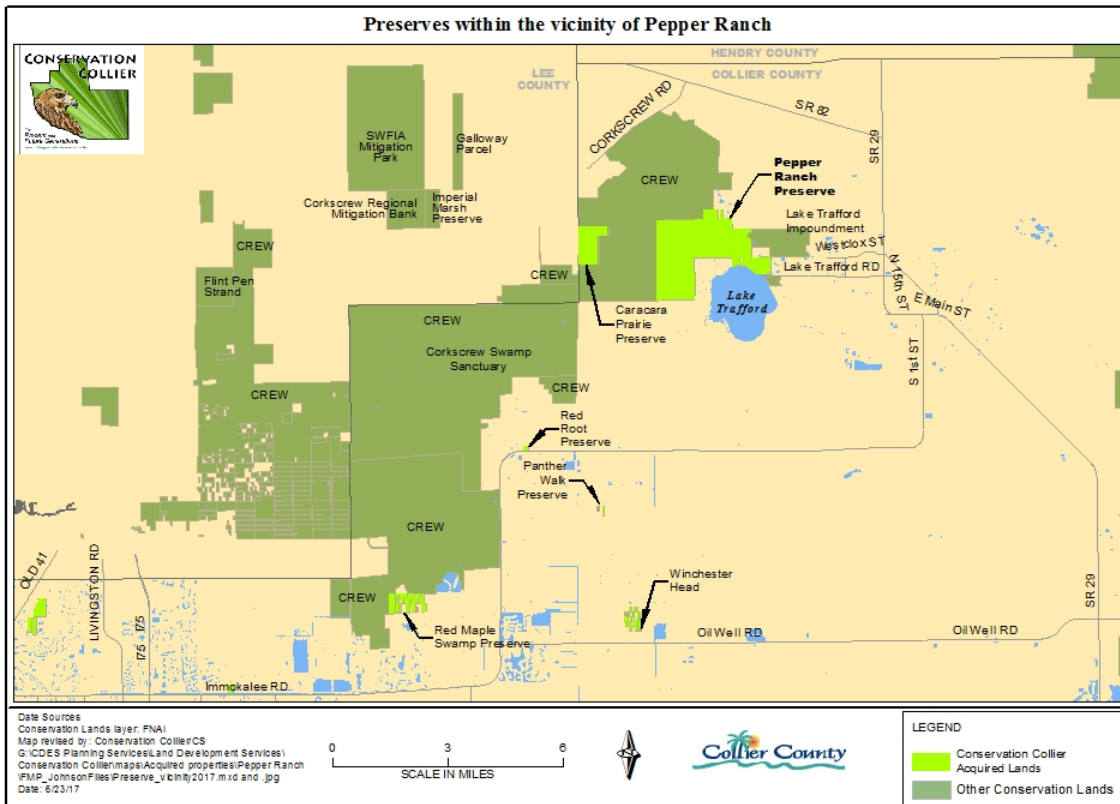 Preserves within the vicinity of Pepper Ranch
CONSERVATION
COLLIER
HENDRY COUNTY
COLLIER COUNTY
LEE
COUNTY
CORKSCREW RD
SR 82
SR 29
SWFIA
Mitigation
Park
Galloway
Parcel
CREW
Pepper
Ranch
Preserve
Corkscrew Regional
Mitigation Bank
Imperial
Marsh
Preserve
Lake Trafford
Impoundment
Westclox ST
Lake Trafford RD
N 15th ST
E Main ST
S 1st ST
CREW
Flint Pen
Strand
CREW
Lake
Trafford
Caracara
Prairie
Preserve
CREW
Corkscrew Swamp
Sanctuary
CREW
CREW
Red
Root
Preserve
Panther
Walk
Preserve
CREW
OLD 41
LIVINGSTON RD
I75
I75
CREW
Winchester
Head
Red Maple
Swamp Preserve
Oil Well RD
Oil Well RD
SR 29
Immokalee RD
Date Sources
Conservation Lands layer: FNAI
Map revised by: Conservation Collier/CS
G:\CDES Planning Services\Land Development Services\
Conservation Collier\maps\Acquired properties\Pepper Ranch
\FMP_JohnsonFiles\Preserve_vicinity2017.mxd and .jpg
Date: 6/23/17
0 3 6
SCALE IN MILES
Collier County
LEGEND
Conservation Collier
Acquired Lands
Other Conservation Lands